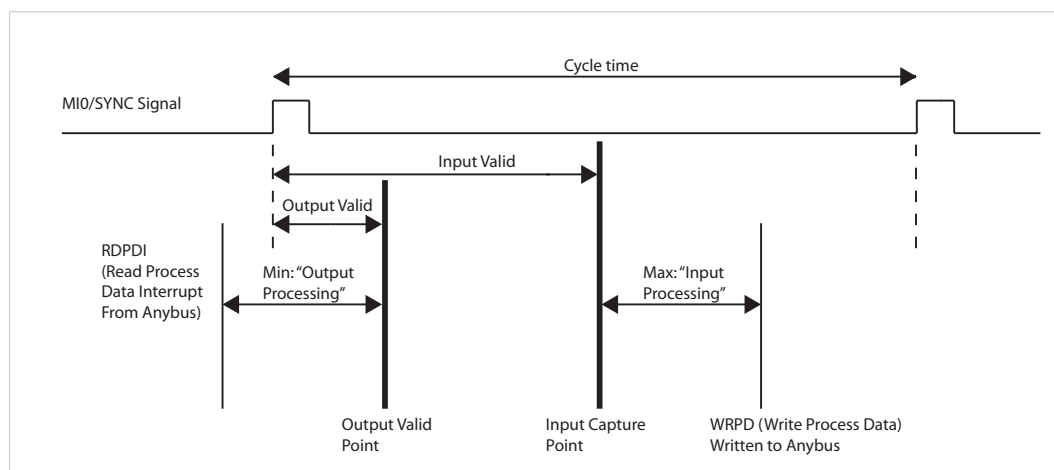 Cycle time
MI0/SYNC Signal
Input Valid
Output Valid
RDPDI
(Read Process
Data Interrupt
From Anybus)
Min: “Output
Processing”
Max: “Input
Processing”
Output Valid
Point
Input Capture
Point
WRPD (Write Process Data)
Written to Anybus